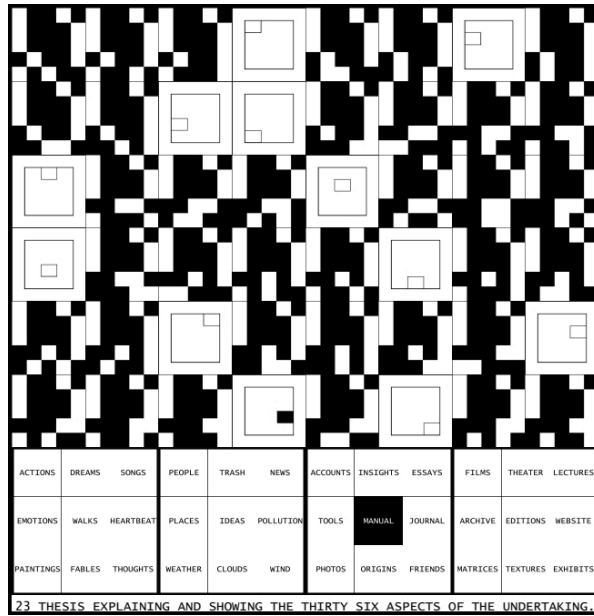 ACTIONS DREAMS SONGS PEOPLE TRASH NEWS ACCOUNTS INSIGHTS ESSAYS FILMS THEATER LECTURES
EMOTIONS WALKS HEARTBEAT PLACES IDEAS POLLUTION TOOLS MANUAL JOURNAL ARCHIVE EDITIONS WEBSITE
PAINTINGS FABLES THOUGHTS WEATHER CLOUDS WIND PHOTOS ORIGINS FRIENDS MATRICES TEXTURES EXHIBITS
23 THESIS EXPLAINING AND SHOWING THE THIRTY SIX ASPECTS OF THE UNDERTAKING.